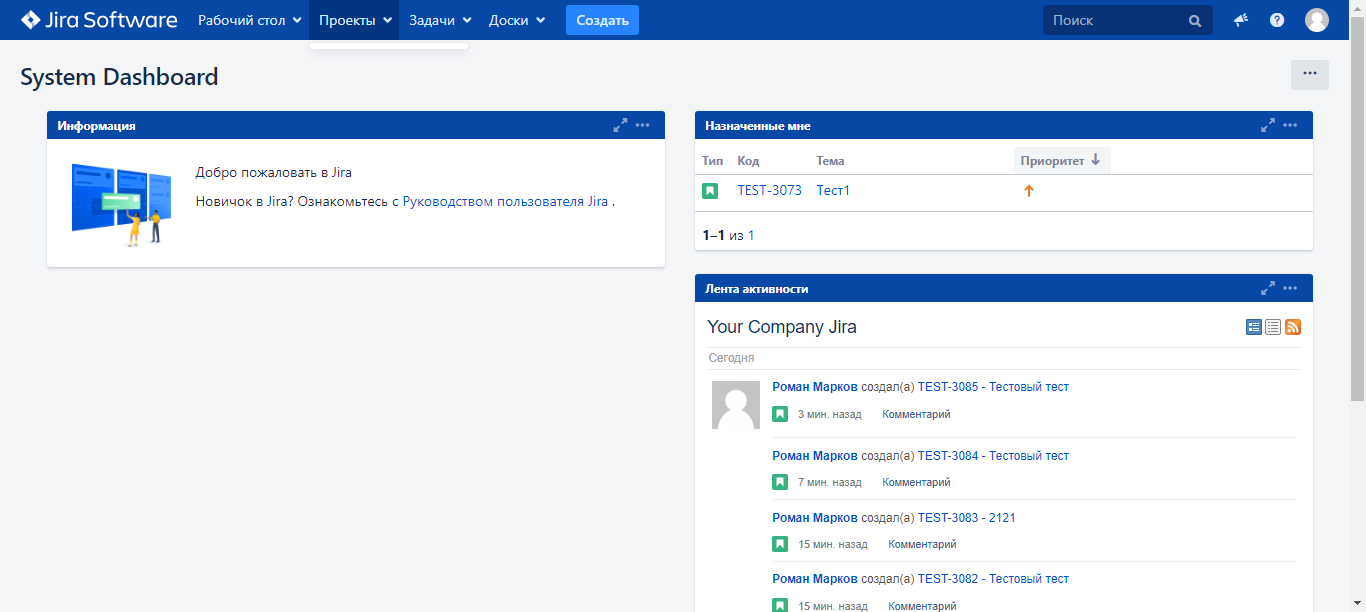 Jira Software Рабочий стол Проекты Задачи Доски Создать Поиск
System Dashboard
Информация
Добро пожаловать в Jira
Новичок в Jira? Ознакомьтесь с Руководством пользователя Jira .
Назначенные мне
Тип Код Тема Приоритет
TEST-3073 Тест1
1–1 из 1
Лента активности
Your Company Jira
Сегодня
Роман Марков создал(а) TEST-3085 - Тестовый тест
3 мин. назад Комментарий
Роман Марков создал(а) TEST-3084 - Тестовый тест
7 мин. назад Комментарий
Роман Марков создал(а) TEST-3083 - 2121
15 мин. назад Комментарий
Роман Марков создал(а) TEST-3082 - Тестовый тест
15 мин. назад Комментарий